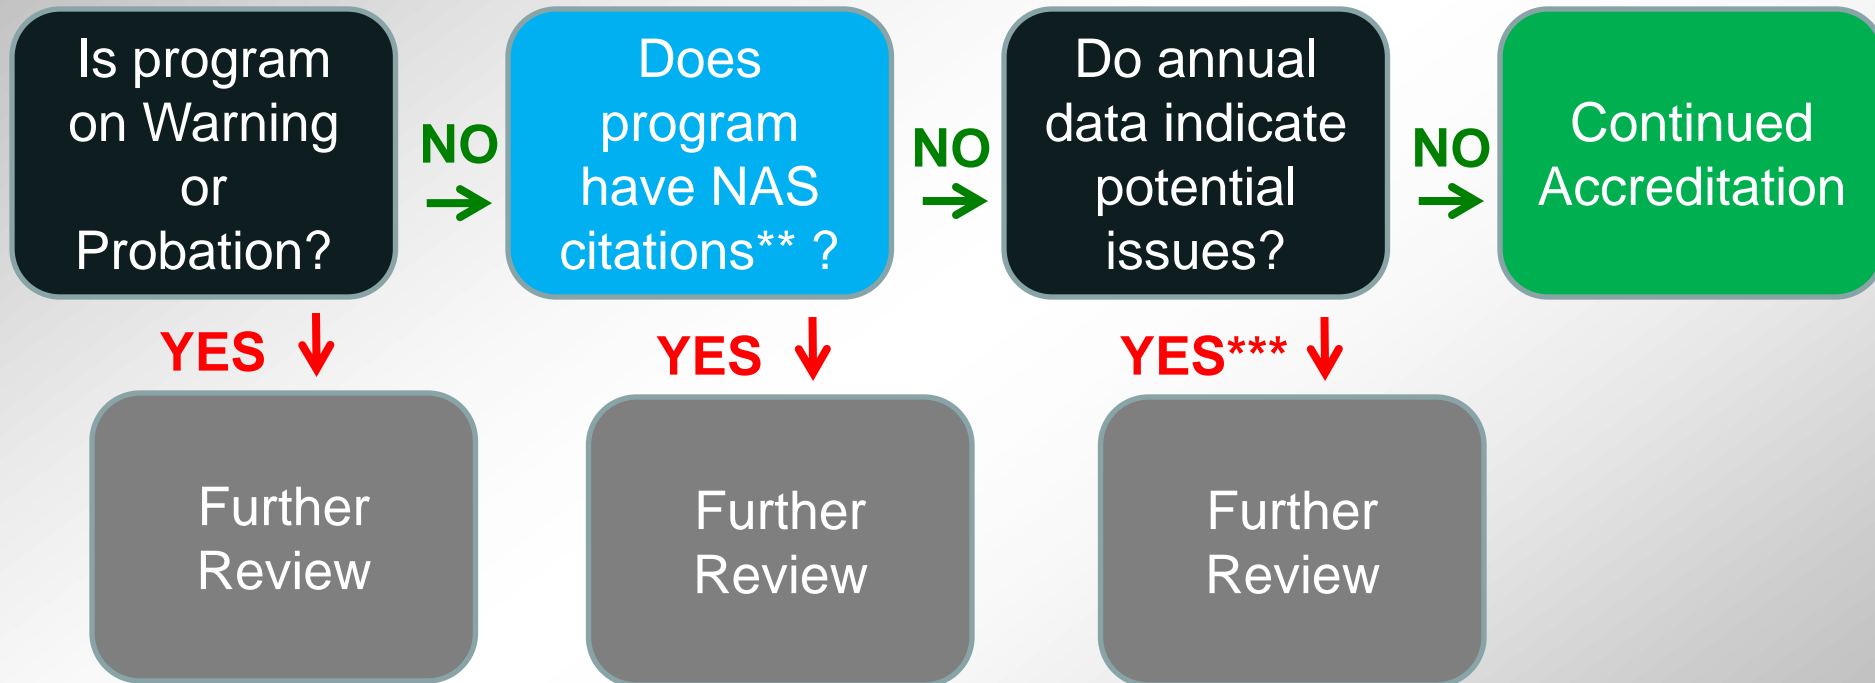 Is program
on Warning
or
Probation?
NO
Does
program
have NAS
citations** ?
NO
Do annual
data indicate
potential
issues?
NO
Continued
Accreditation
YES
YES
YES***
Further
Review
Further
Review
Further
Review